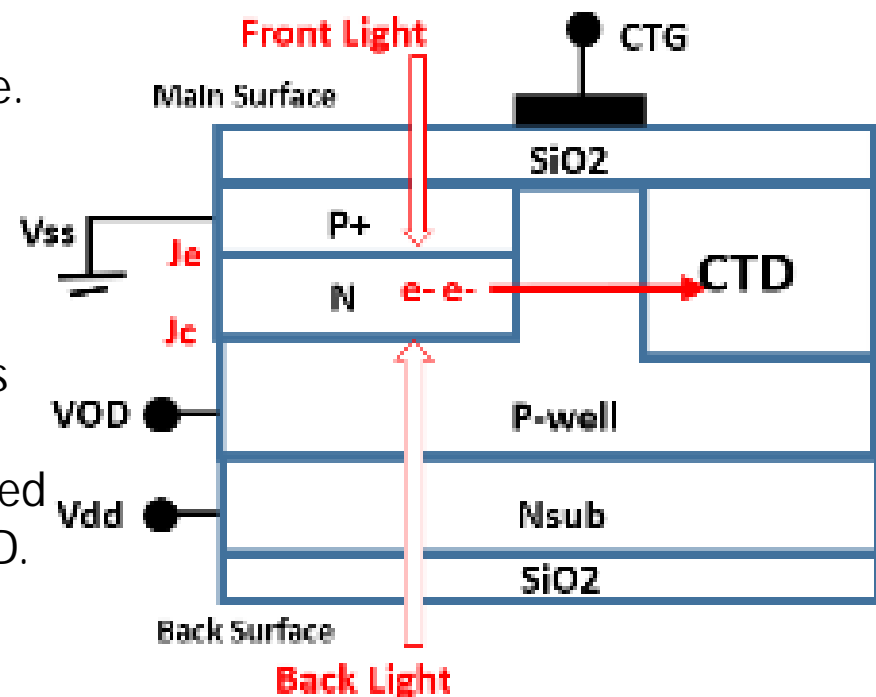 Front Light
CTG
e.
Main Surface
SiO2
Vss
P+
Je
CTD
N e- e-
Jc
s
VOD
P-well
ed
Vdd
Nsub
D.
SiO2
Back Surface
Back Light